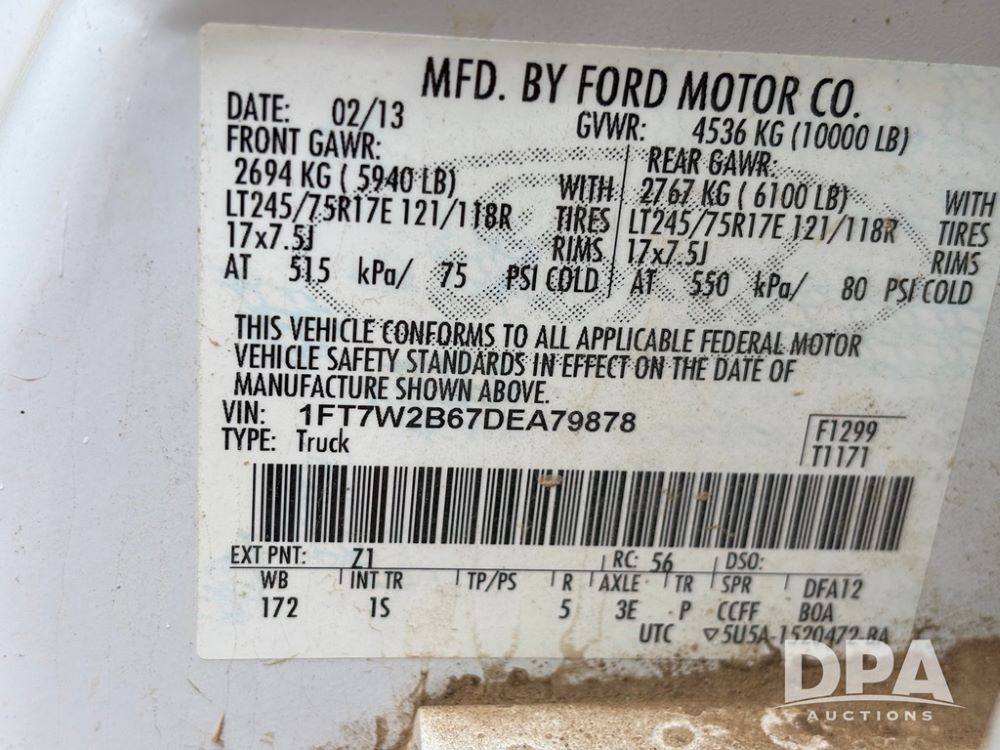 MFD. BY FORD MOTOR CO.
DATE: 02/13 GVWR: 4536 KG (10000 LB)
FRONT GAWR: REAR GAWR:
2694 KG ( 5940 LB) WITH 2767 KG ( 6100 LB) WITH
LT245/75R17E 121/118R TIRES LT245/75R17E 121/118R TIRES
17x7.5J RIMS 17x7.5J RIMS
AT 515 kPa/ 75 PSI COLD AT 550 kPa/ 80 PSI COLD
THIS VEHICLE CONFORMS TO ALL APPLICABLE FEDERAL MOTOR
VEHICLE SAFETY STANDARDS IN EFFECT ON THE DATE OF
MANUFACTURE SHOWN ABOVE.
VIN: 1FT7W2B67DEA79878
TYPE: Truck
F1299
T1171
EXT PNT: Z1 RC: 56 DSO:
WB INT TR TP/PS R AXLE TR SPR DFA12
172 1S 5 3E P CCFF BOA
UTC ▽5U5A-1520472-BA
DPA
AUCTIONS